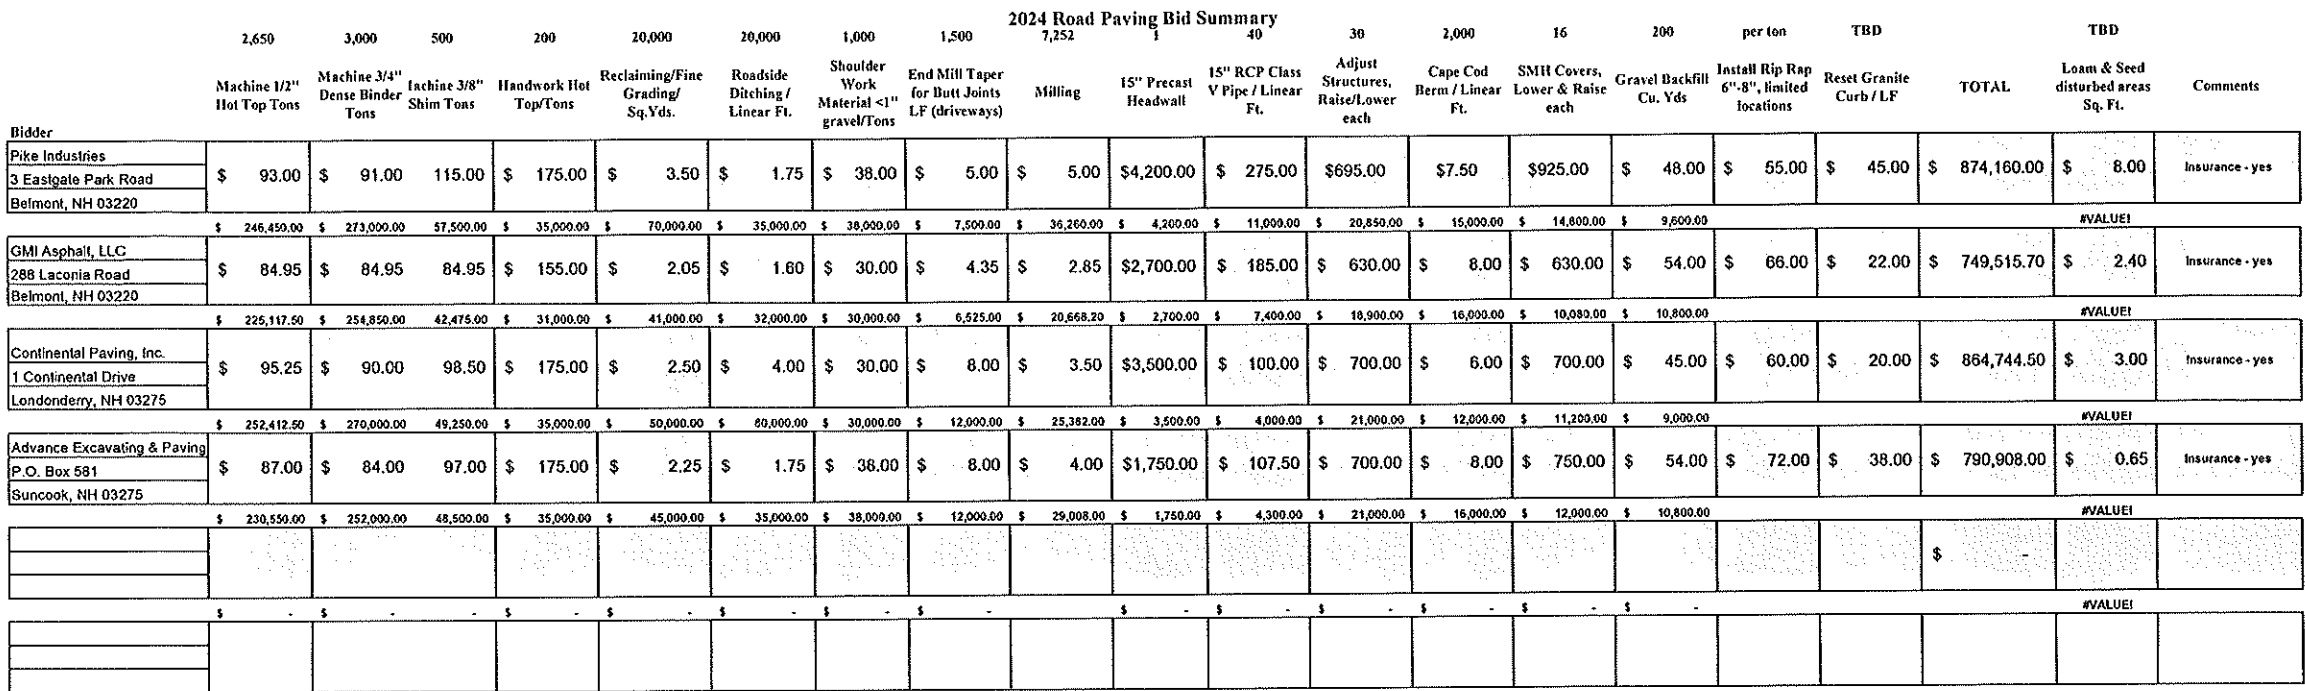 2024 Road Paving Bid Summary
2,650 3,000 500 200 20,000 20,000 1,000 1,500 7,252 1 40 30 2,000 16 200 per ton TBD TBD
Bidder Machine 1/2" Hot Top Tons Machine 3/4" Dense Binder Tons lachine 3/8" Shim Tons Handwork Hot Top/Tons Reclaiming/Fine Grading/ Sq.Yds. Roadside Ditching / Linear Ft. Shoulder Work Material <1" gravel/Tons End Mill Taper for Butt Joints LF (driveways) Milling 15" Precast Headwall 15" RCP Class V Pipe / Linear Ft. Adjust Structures, Raise/Lower each Cape Cod Berm / Linear Ft. SMH Covers, Lower & Raise each Gravel Backfill Cu. Yds Install Rip Rap 6"-8", limited locations Reset Granite Curb / LF TOTAL Loam & Seed disturbed areas Sq. Ft. Comments
Pike Industries
3 Eastgate Park Road $ 93.00 $ 91.00 115.00 $ 175.00 $ 3.50 $ 1.75 $ 38.00 $ 5.00 $ 5.00 $4,200.00 $ 275.00 $695.00 $7.50 $925.00 $ 48.00 $ 55.00 $ 45.00 $ 874,160.00 $ 8.00 Insurance - yes
Belmont, NH 03220
$ 246,450.00 $ 273,000.00 57,500.00 $ 35,000.00 $ 70,000.00 $ 35,000.00 $ 38,000.00 $ 7,500.00 $ 36,260.00 $ 4,200.00 $ 11,000.00 $ 20,850.00 $ 15,000.00 $ 14,800.00 $ 9,600.00 #VALUE!
GMI Asphalt, LLC
288 Laconia Road $ 84.95 $ 84.95 84.95 $ 155.00 $ 2.05 $ 1.60 $ 30.00 $ 4.35 $ 2.85 $2,700.00 $ 185.00 $ 630.00 $ 8.00 $ 630.00 $ 54.00 $ 66.00 $ 22.00 $ 749,515.70 $ 2.40 Insurance - yes
Belmont, NH 03220
$ 225,117.50 $ 254,850.00 42,475.00 $ 31,000.00 $ 41,000.00 $ 32,000.00 $ 30,000.00 $ 6,525.00 $ 20,668.20 $ 2,700.00 $ 7,400.00 $ 18,900.00 $ 16,000.00 $ 10,080.00 $ 10,800.00 #VALUE!
Continental Paving, Inc.
1 Continental Drive $ 95.25 $ 90.00 98.50 $ 175.00 $ 2.50 $ 4.00 $ 30.00 $ 8.00 $ 3.50 $3,500.00 $ 100.00 $ 700.00 $ 6.00 $ 700.00 $ 45.00 $ 60.00 $ 20.00 $ 864,744.50 $ 3.00 Insurance - yes
Londonderry, NH 03275
$ 252,412.50 $ 270,000.00 49,250.00 $ 35,000.00 $ 50,000.00 $ 80,000.00 $ 30,000.00 $ 12,000.00 $ 25,382.00 $ 3,500.00 $ 4,000.00 $ 21,000.00 $ 12,000.00 $ 11,200.00 $ 9,000.00 #VALUE!
Advance Excavating & Paving
P.O. Box 581 $ 87.00 $ 84.00 97.00 $ 175.00 $ 2.25 $ 1.75 $ 38.00 $ 8.00 $ 4.00 $1,750.00 $ 107.50 $ 700.00 $ 8.00 $ 750.00 $ 54.00 $ 72.00 $ 38.00 $ 790,908.00 $ 0.65 Insurance - yes
Suncook, NH 03275
$ 230,550.00 $ 252,000.00 48,500.00 $ 35,000.00 $ 45,000.00 $ 35,000.00 $ 38,000.00 $ 12,000.00 $ 29,008.00 $ 1,750.00 $ 4,300.00 $ 21,000.00 $ 16,000.00 $ 12,000.00 $ 10,800.00 #VALUE!
$ -
$ - $ - - $ - $ - $ - $ - $ - $ - $ - $ - $ - $ - $ - #VALUE!